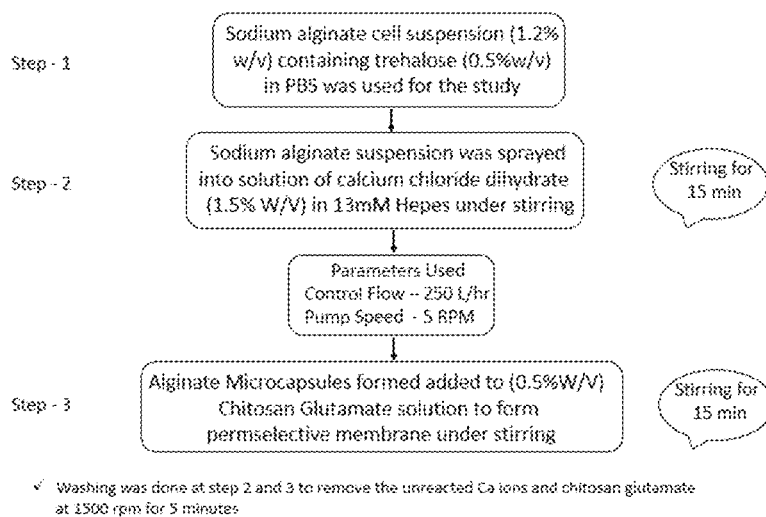 Step - 1
Sodium alginate cell suspension (1.2%
w/v) containing trehalose (0.5%w/v)
in PBS was used for the study
Step - 2
Sodium alginate suspension was sprayed
into solution of calcium chloride dihydrate
(1.5% W/V) in 13mM Hepes under stirring
Stirring for
15 min
Parameters Used
Control Flow – 250 L/hr
Pump Speed - 5 RPM
Step - 3
Alginate Microcapsules formed added to (0.5%W/V)
Chitosan Glutamate solution to form
permselective membrane under stirring
Stirring for
15 min
✓ Washing was done at step 2 and 3 to remove the unreacted Ca ions and chitosan glutamate
at 1500 rpm for 5 minutes